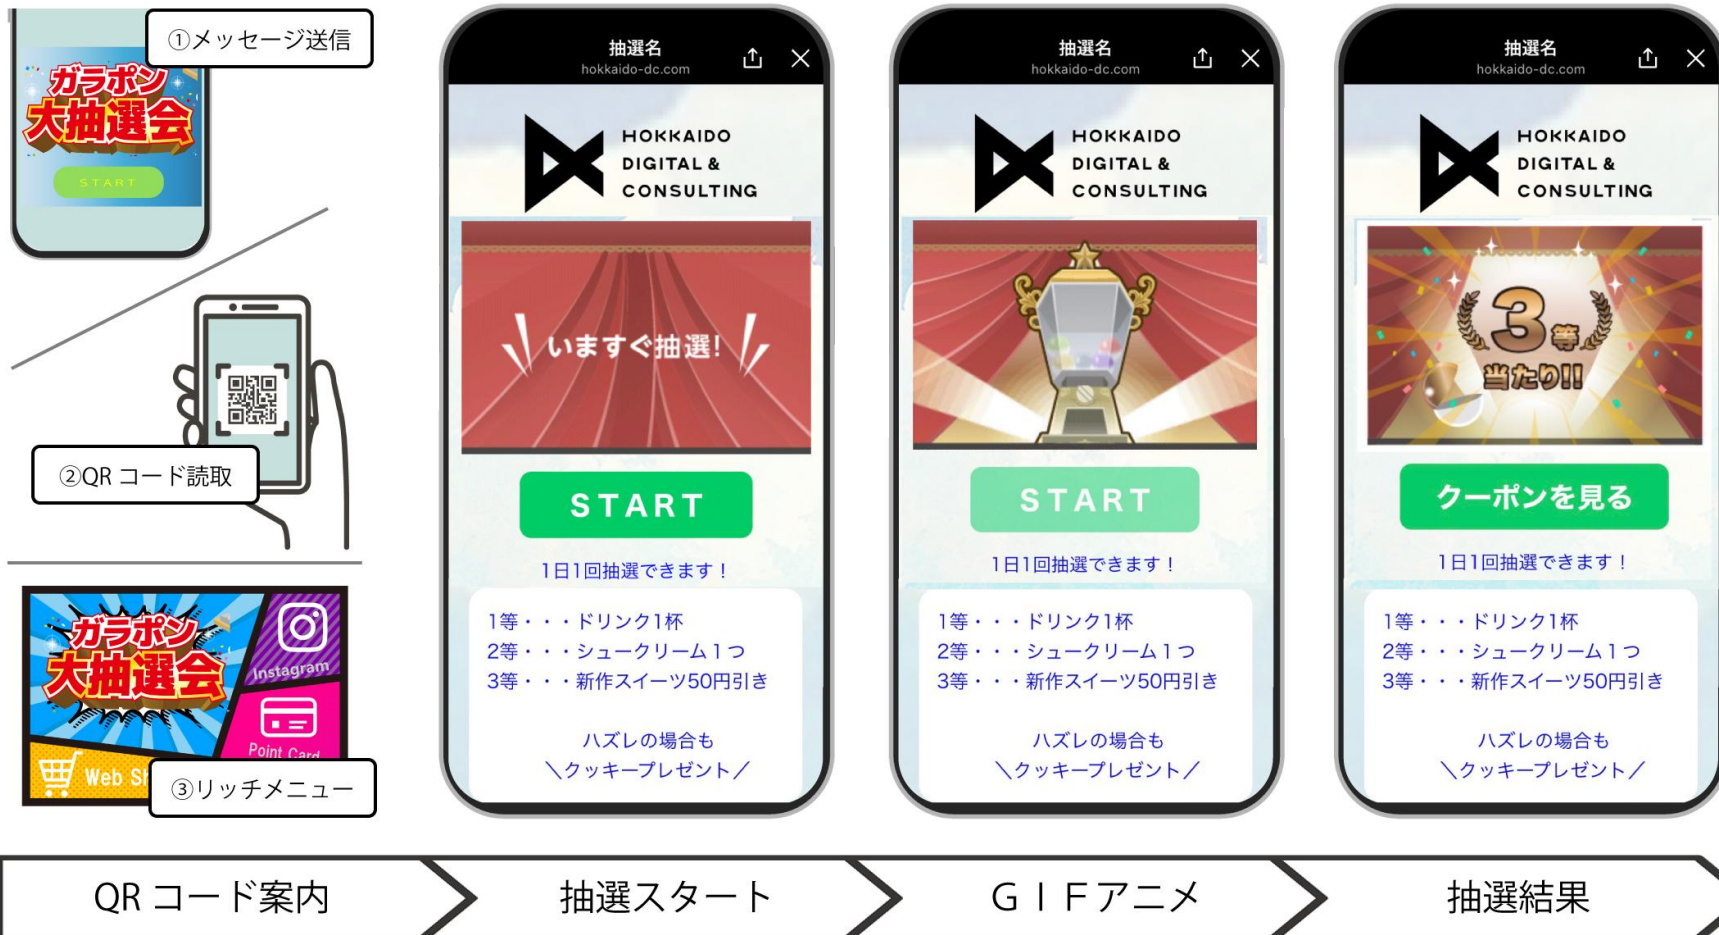 ①メッセージ送信
ガラポン
大抽選会
START
②QRコード読取
ガラポン
大抽選会
Instagram
Point Card
Web Sh
③リッチメニュー
抽選名
hokkaido-dc.com
HOKKAIDO
DIGITAL &
CONSULTING
いますぐ抽選!
START
1日1回抽選できます！
1等・・・ドリンク1杯
2等・・・シュークリーム１つ
3等・・・新作スイーツ50円引き
ハズレの場合も
＼クッキープレゼント／
抽選名
hokkaido-dc.com
HOKKAIDO
DIGITAL &
CONSULTING
START
1日1回抽選できます！
1等・・・ドリンク1杯
2等・・・シュークリーム１つ
3等・・・新作スイーツ50円引き
ハズレの場合も
＼クッキープレゼント／
抽選名
hokkaido-dc.com
HOKKAIDO
DIGITAL &
CONSULTING
3等
当たり!!
クーポンを見る
1日1回抽選できます！
1等・・・ドリンク1杯
2等・・・シュークリーム１つ
3等・・・新作スイーツ50円引き
ハズレの場合も
＼クッキープレゼント／
QRコード案内
抽選スタート
ＧＩＦアニメ
抽選結果